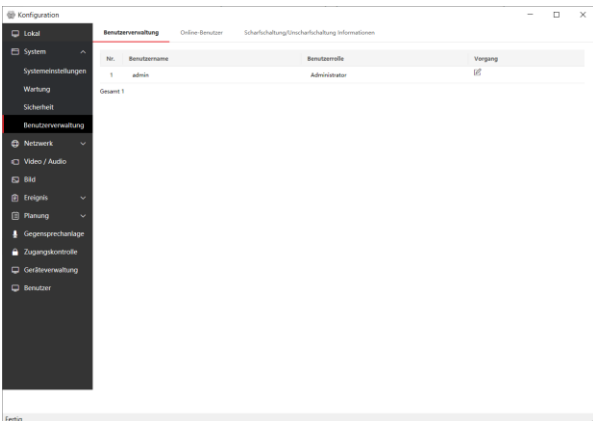 Konfiguration
Lokal
System
Systemeinstellungen
Wartung
Sicherheit
Benutzerverwaltung
Netzwerk
Video / Audio
Bild
Ereignis
Planung
Gegensprechanlage
Zugangskontrolle
Geräteverwaltung
Benutzer
Benutzerverwaltung Online-Benutzer Scharfschaltung/Unscharfschaltung Informationen
Nr. Benutzername Benutzerrolle Vorgang
1 admin Administrator
Gesamt 1
Fertig